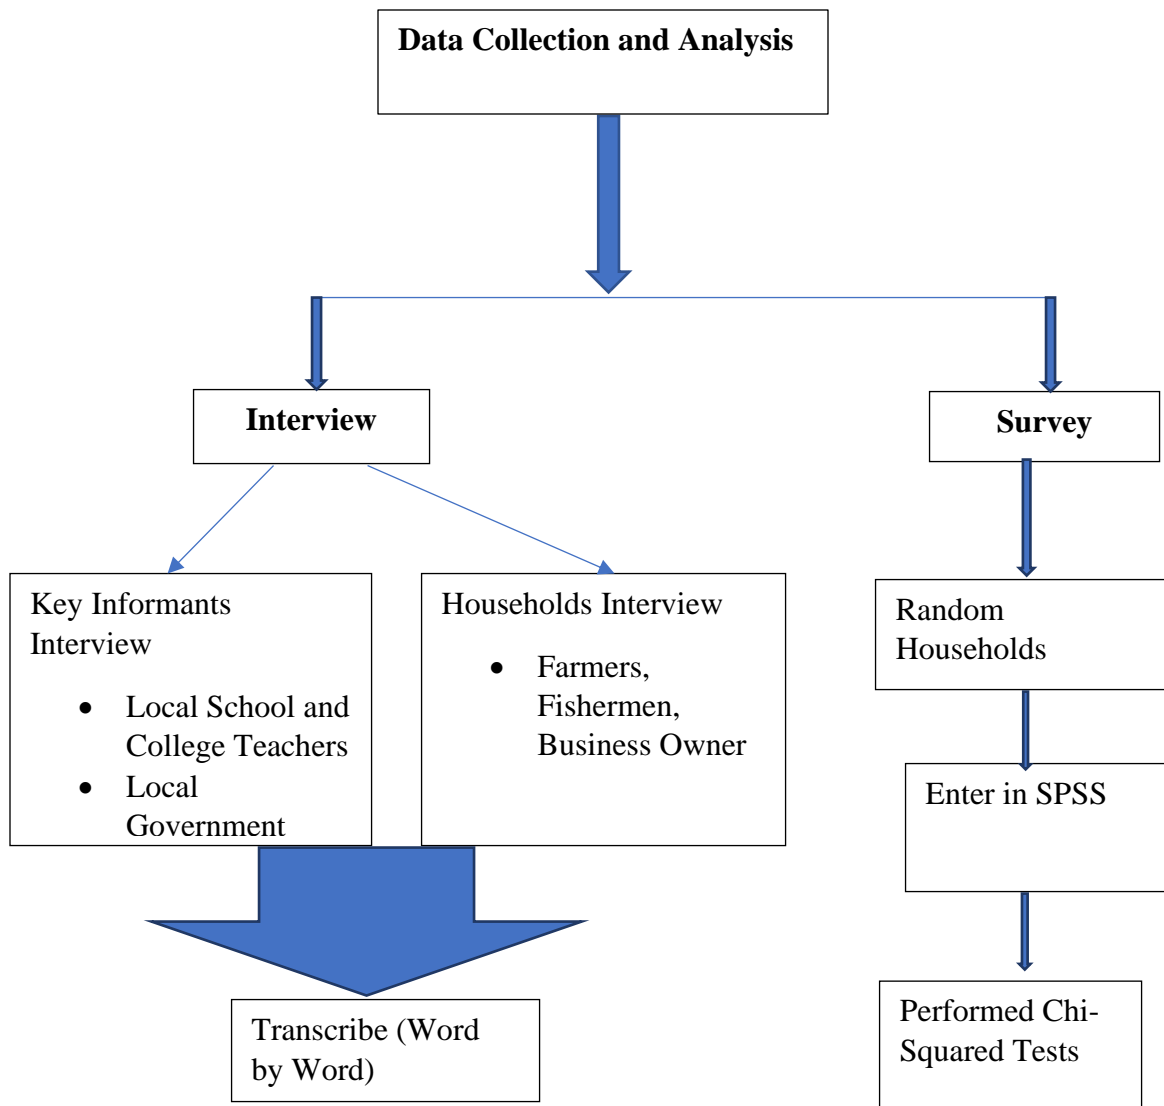 Data Collection and Analysis
Interview
Survey
Key Informants
Interview
• Local School and
College Teachers
• Local
Government
Households Interview
• Farmers,
Fishermen,
Business Owner
Random
Households
Enter in SPSS
Transcribe (Word
by Word)
Performed Chi-
Squared Tests